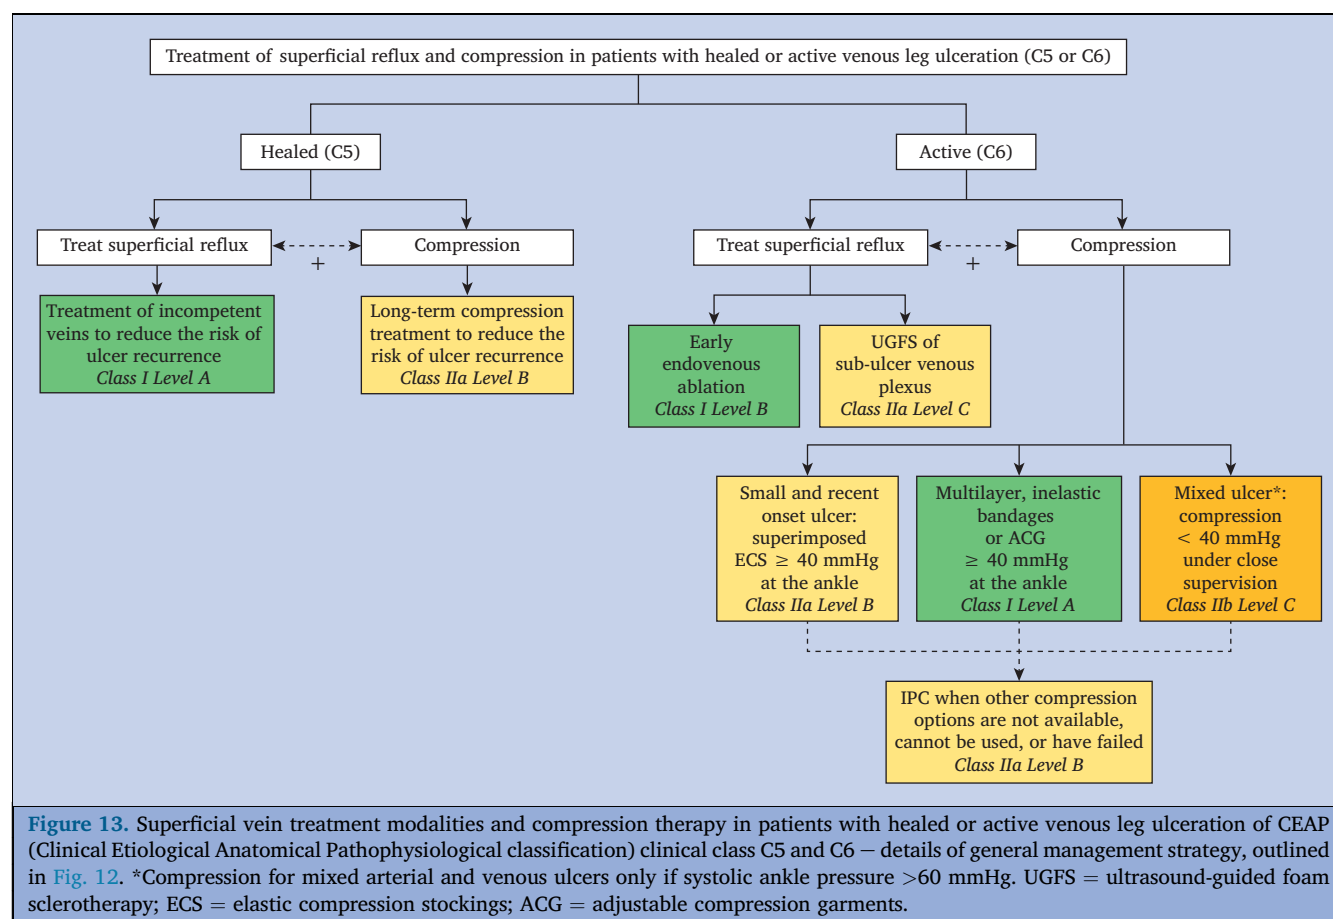 Treatment of superficial reflux and compression in patients with healed or active venous leg ulceration (C5 or C6)
Healed (C5)
Active (C6)
Treat superficial reflux
+
Compression
Treat superficial reflux
+
Compression
Treatment of incompetent
veins to reduce the risk of
ulcer recurrence
Class I Level A
Long-term compression
treatment to reduce the
risk of ulcer recurrence
Class IIa Level B
Early
endovenous
ablation
Class I Level B
UGFS of
sub-ulcer venous
plexus
Class IIa Level C
Small and recent
onset ulcer:
superimposed
ECS ≥ 40 mmHg
at the ankle
Class IIa Level B
Multilayer, inelastic
bandages
or ACG
≥ 40 mmHg
at the ankle
Class I Level A
Mixed ulcer*:
compression
< 40 mmHg
under close
supervision
Class IIb Level C
IPC when other compression
options are not available,
cannot be used, or have failed
Class IIa Level B
Figure 13. Superficial vein treatment modalities and compression therapy in patients with healed or active venous leg ulceration of CEAP
(Clinical Etiological Anatomical Pathophysiological classification) clinical class C5 and C6 – details of general management strategy, outlined
in Fig. 12. *Compression for mixed arterial and venous ulcers only if systolic ankle pressure >60 mmHg. UGFS = ultrasound-guided foam
sclerotherapy; ECS = elastic compression stockings; ACG = adjustable compression garments.